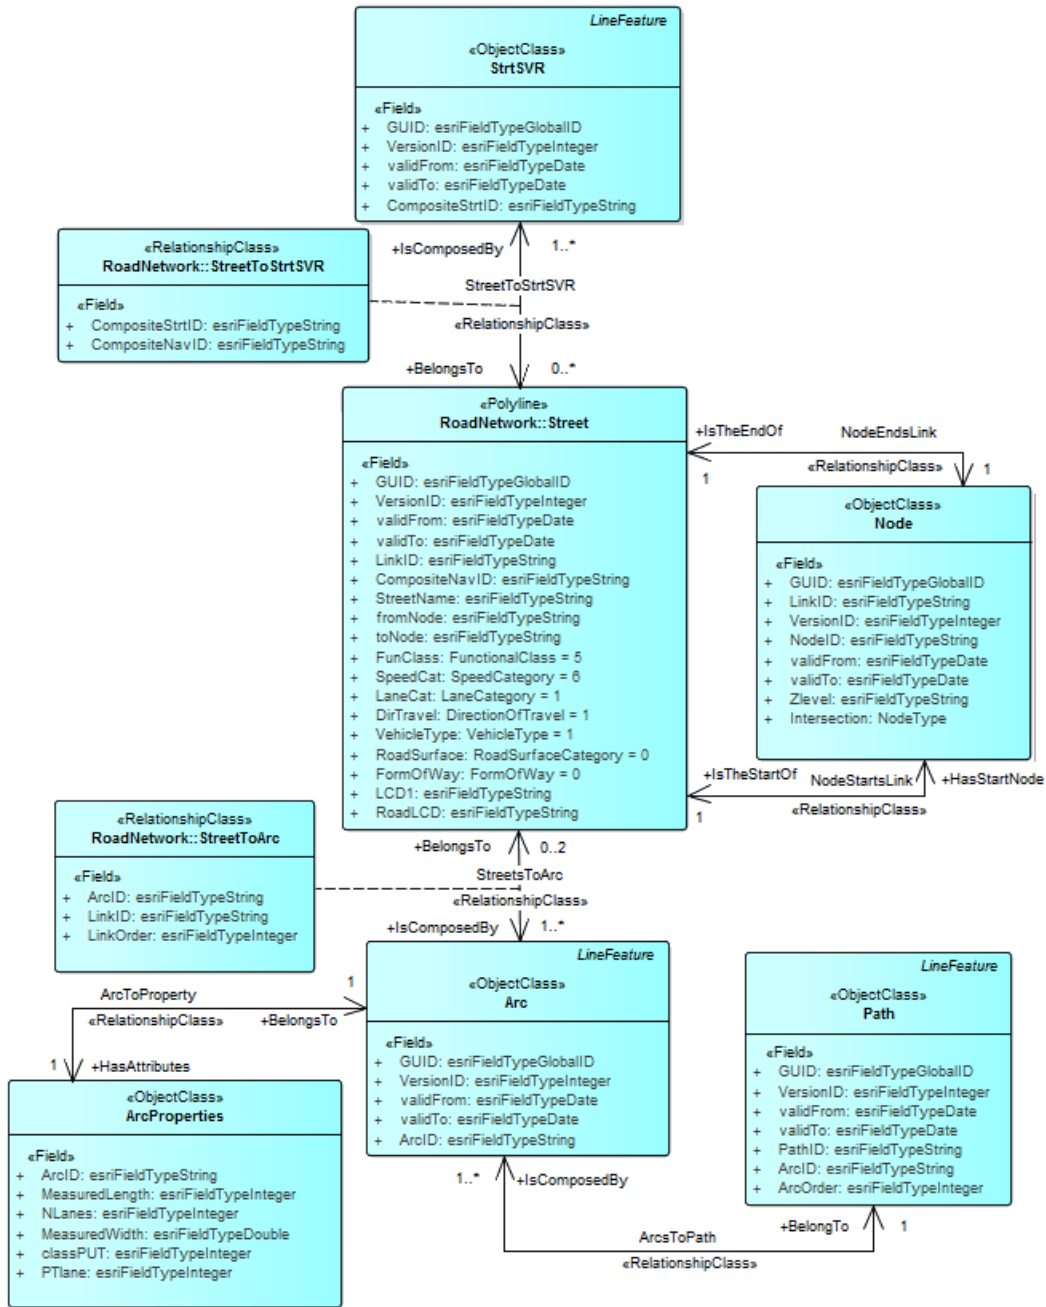 LineFeature
«ObjectClass»
StrtSVR
«Field»
+ GUID: esriFieldTypeGlobalID
+ VersionID: esriFieldTypeInteger
+ validFrom: esriFieldTypeDate
+ validTo: esriFieldTypeDate
+ CompositeStrtID: esriFieldTypeString
+IsComposedBy 1..*
«RelationshipClass»
RoadNetwork::StreetToStrtSVR
«Field»
+ CompositeStrtID: esriFieldTypeString
+ CompositeNavID: esriFieldTypeString
StreetToStrtSVR
«RelationshipClass»
+BelongsTo 0..*
«Polyline»
RoadNetwork::Street
«Field»
+ GUID: esriFieldTypeGlobalID
+ VersionID: esriFieldTypeInteger
+ validFrom: esriFieldTypeDate
+ validTo: esriFieldTypeDate
+ LinkID: esriFieldTypeString
+ CompositeNavID: esriFieldTypeString
+ StreetName: esriFieldTypeString
+ fromNode: esriFieldTypeString
+ toNode: esriFieldTypeString
+ FunClass: FunctionalClass = 5
+ SpeedCat: SpeedCategory = 6
+ LaneCat: LaneCategory = 1
+ DirTravel: DirectionOfTravel = 1
+ VehicleType: VehicleType = 1
+ RoadSurface: RoadSurfaceCategory = 0
+ FormOfWay: FormOfWay = 0
+ LCD1: esriFieldTypeString
+ RoadLCD: esriFieldTypeString
+IsTheEndOf NodeEndsLink
1 «RelationshipClass» 1
«ObjectClass»
Node
«Field»
+ GUID: esriFieldTypeGlobalID
+ LinkID: esriFieldTypeString
+ VersionID: esriFieldTypeInteger
+ NodeID: esriFieldTypeString
+ validFrom: esriFieldTypeDate
+ validTo: esriFieldTypeDate
+ Zlevel: esriFieldTypeString
+ Intersection: NodeType
+IsTheStartOf NodeStartsLink +HasStartNode
1 «RelationshipClass»
«RelationshipClass»
RoadNetwork::StreetToArc
«Field»
+ ArcID: esriFieldTypeString
+ LinkID: esriFieldTypeString
+ LinkOrder: esriFieldTypeInteger
+BelongsTo 0..2
StreetsToArc
«RelationshipClass»
+IsComposedBy 1..*
LineFeature
«ObjectClass»
Arc
«Field»
+ GUID: esriFieldTypeGlobalID
+ VersionID: esriFieldTypeInteger
+ validFrom: esriFieldTypeDate
+ validTo: esriFieldTypeDate
+ ArcID: esriFieldTypeString
ArcToProperty 1
«RelationshipClass» +BelongsTo
1 +HasAttributes
«ObjectClass»
ArcProperties
«Field»
+ ArcID: esriFieldTypeString
+ MeasuredLength: esriFieldTypeInteger
+ NLanes: esriFieldTypeInteger
+ MeasuredWidth: esriFieldTypeDouble
+ classPUT: esriFieldTypeInteger
+ PTlane: esriFieldTypeInteger
LineFeature
«ObjectClass»
Path
«Field»
+ GUID: esriFieldTypeGlobalID
+ VersionID: esriFieldTypeInteger
+ validFrom: esriFieldTypeDate
+ validTo: esriFieldTypeDate
+ PathID: esriFieldTypeString
+ ArcID: esriFieldTypeString
+ ArcOrder: esriFieldTypeInteger
1..* +IsComposedBy
+BelongTo 1
ArcsToPath
«RelationshipClass»